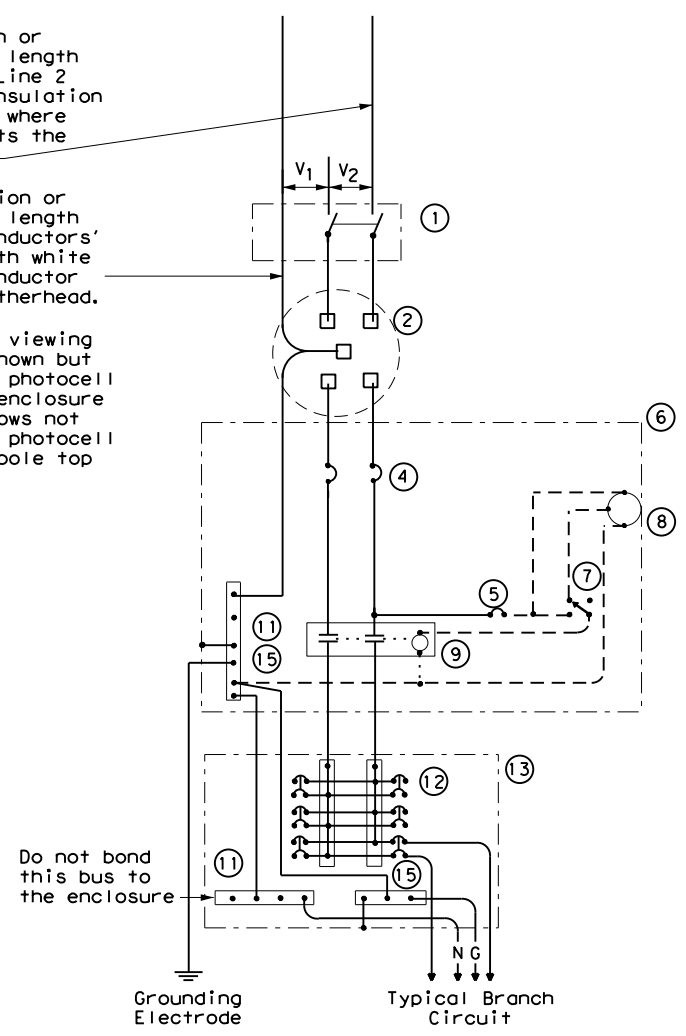 n or
length
Line 2
nsulation
where
ts the
V1 V2
ion or
length
nductors'
th white
nductor
therhead.
1
2
viewing
hown but
photocell
enclosure
ows not
photocell
pole top
6
4
8
7
5
11
15
9
13
12
Do not bond
this bus to
the enclosure
11
15
N G
Grounding
Electrode
Typical Branch
Circuit